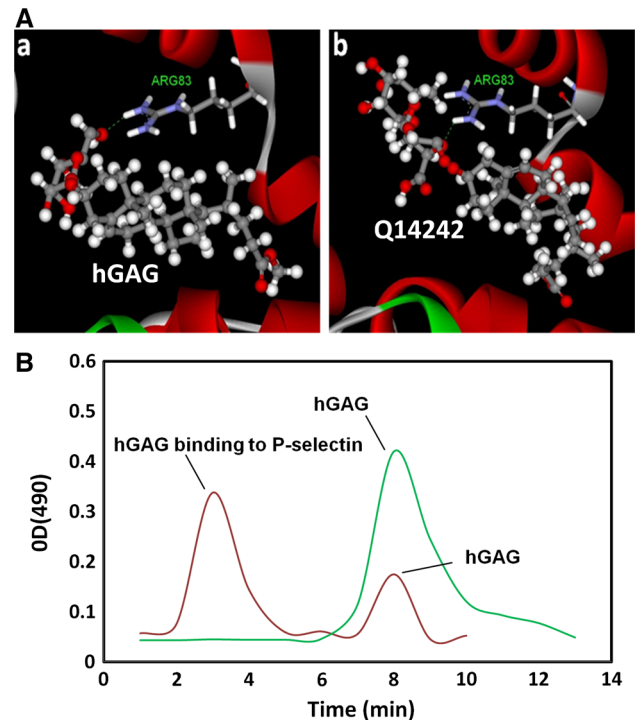 A
a
b
ARG83
ARG83
hGAG
Q14242
B
0.6
0.5
0.4
0.3
0.2
0.1
0
0D(490)
hGAG
hGAG binding to P-selectin
hGAG
0 2 4 6 8 10 12 14
Time (min)